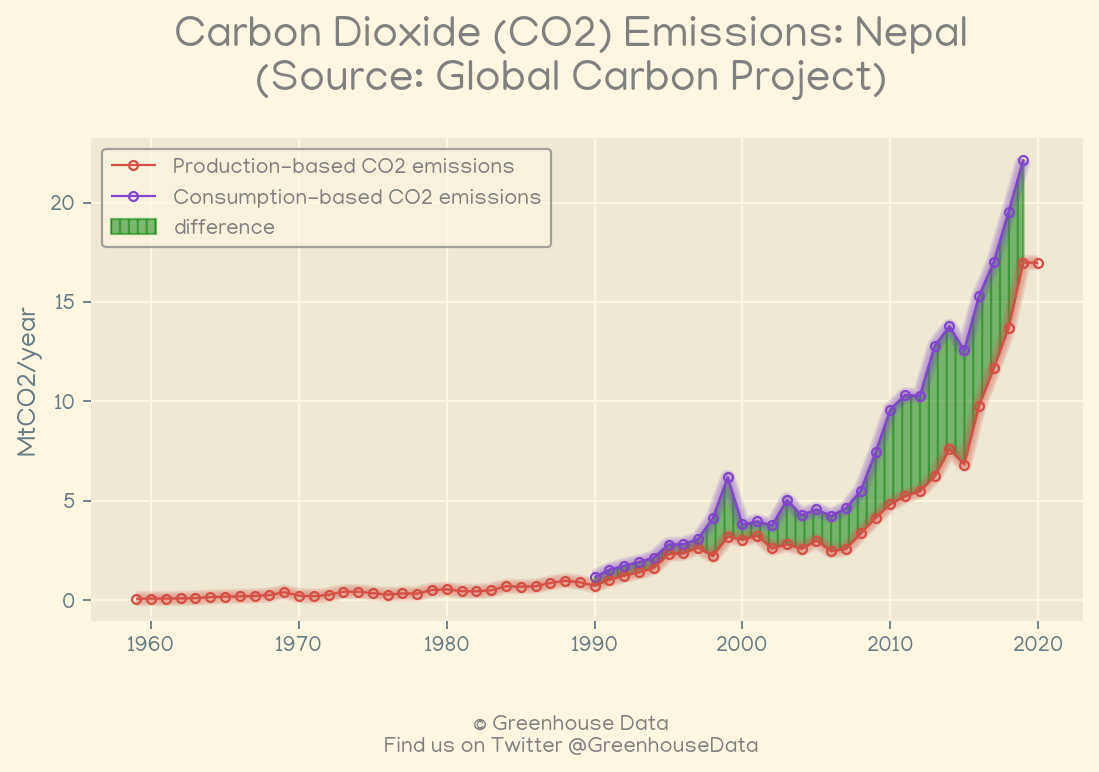 Carbon Dioxide (CO2) Emissions: Nepal
(Source: Global Carbon Project)
Production-based CO2 emissions
Consumption-based CO2 emissions
difference
MtCO2/year
20
15
10
5
0
1960 1970 1980 1990 2000 2010 2020
© Greenhouse Data
Find us on Twitter @GreenhouseData